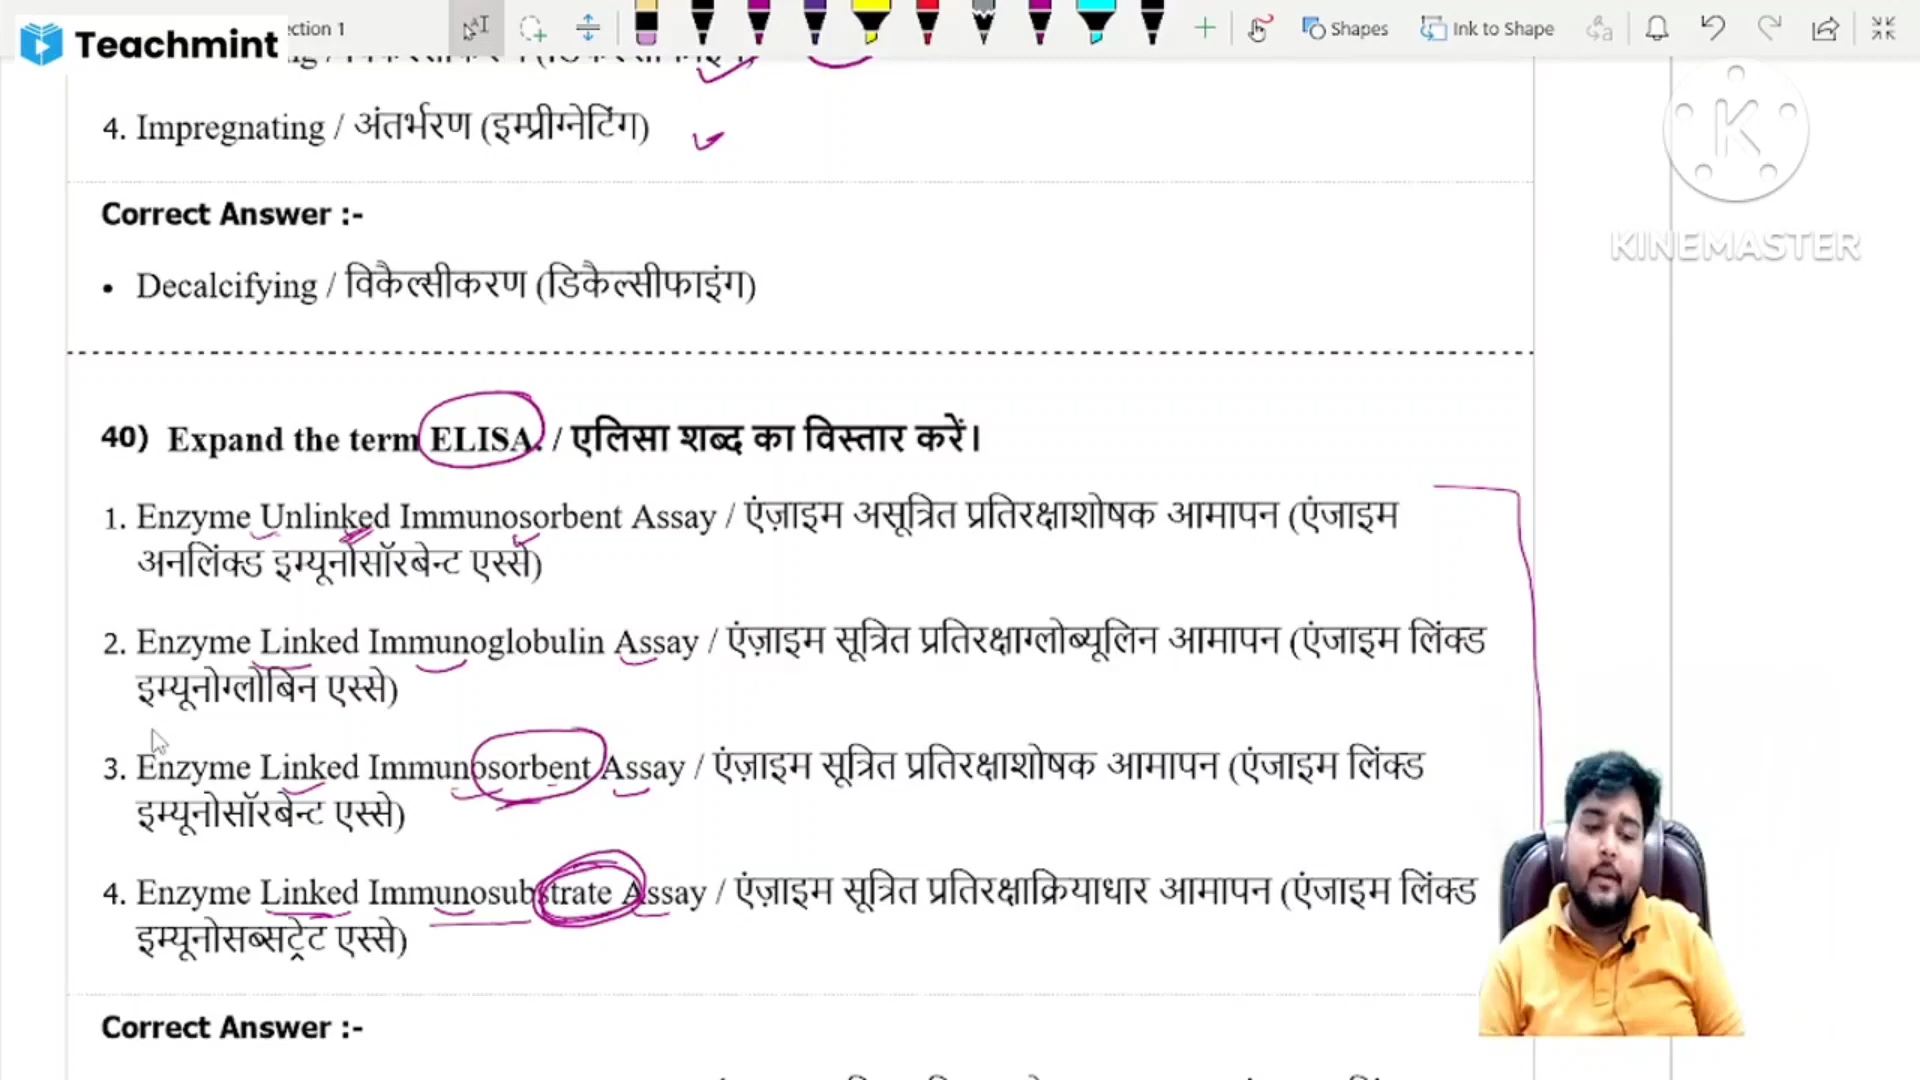 Teachmint ction 1 Shapes Ink to Shape
4. Impregnating / अंतर्भरण (इम्प्रीग्नेटिंग)
KINEMASTER
Correct Answer :-
• Decalcifying / विकैल्सीकरण (डिकैल्सीफाइंग)
40) Expand the term ELISA. / एलिसा शब्द का विस्तार करें।
1. Enzyme Unlinked Immunosorbent Assay / एंज़ाइम असूत्रित प्रतिरक्षाशोषक आमापन (एंजाइम
अनलिंक्ड इम्यूनोसॉरबेन्ट एस्से)
2. Enzyme Linked Immunoglobulin Assay / एंज़ाइम सूत्रित प्रतिरक्षाग्लोब्यूलिन आमापन (एंजाइम लिंक्ड
इम्यूनोग्लोबिन एस्से)
3. Enzyme Linked Immunosorbent Assay / एंज़ाइम सूत्रित प्रतिरक्षाशोषक आमापन (एंजाइम लिंक्ड
इम्यूनोसॉरबेन्ट एस्से)
4. Enzyme Linked Immunosubstrate Assay / एंज़ाइम सूत्रित प्रतिरक्षाक्रियाधार आमापन (एंजाइम लिंक्ड
इम्यूनोसब्सट्रेट एस्से)
Correct Answer :-